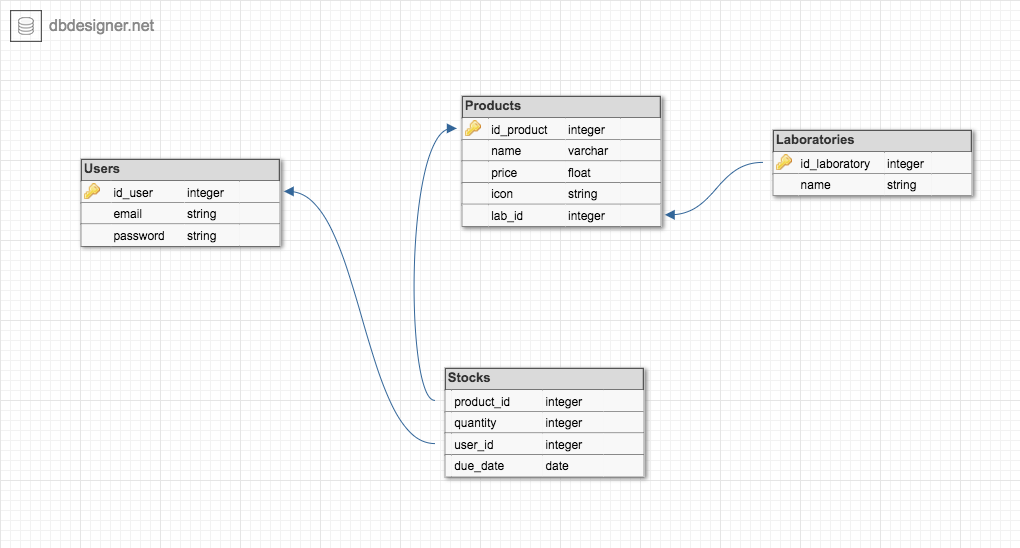 dbdesigner.net
Products
id_product integer
name varchar
price float
icon string
lab_id integer
Laboratories
id_laboratory integer
name string
Users
id_user integer
email string
password string
Stocks
product_id integer
quantity integer
user_id integer
due_date date